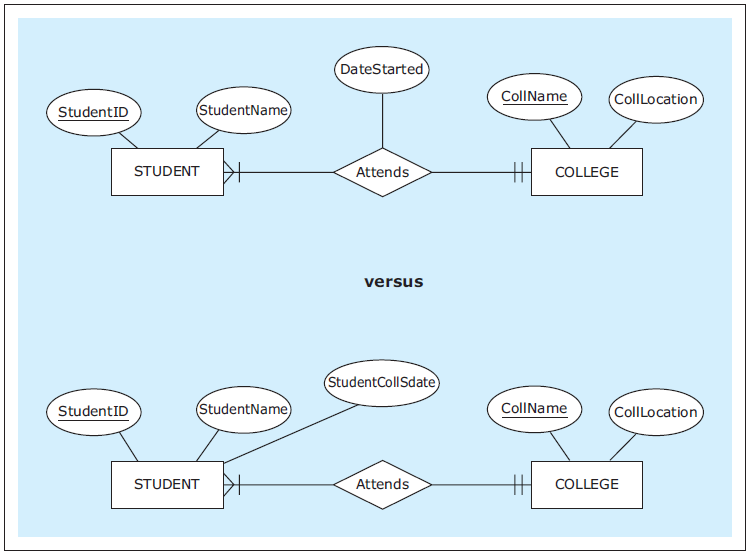 DateStarted
StudentID
StudentName
CollName
CollLocation
STUDENT
Attends
COLLEGE
versus
StudentCollSdate
StudentID
StudentName
CollName
CollLocation
STUDENT
Attends
COLLEGE